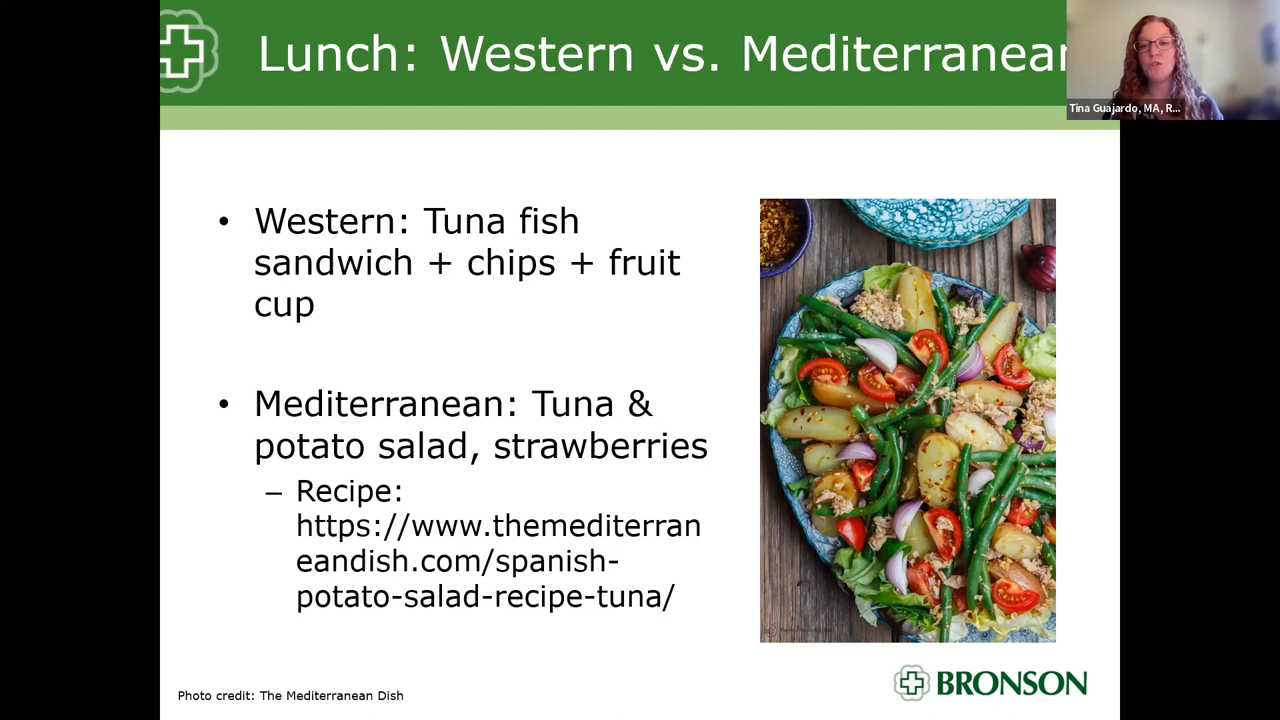 Lunch: Western vs. Mediterranean
Tina Guajardo, MA, R...
• Western: Tuna fish
sandwich + chips + fruit
cup
• Mediterranean: Tuna &
potato salad, strawberries
– Recipe:
https://www.themediterran
eandish.com/spanish-
potato-salad-recipe-tuna/
Photo credit: The Mediterranean Dish
BRONSON